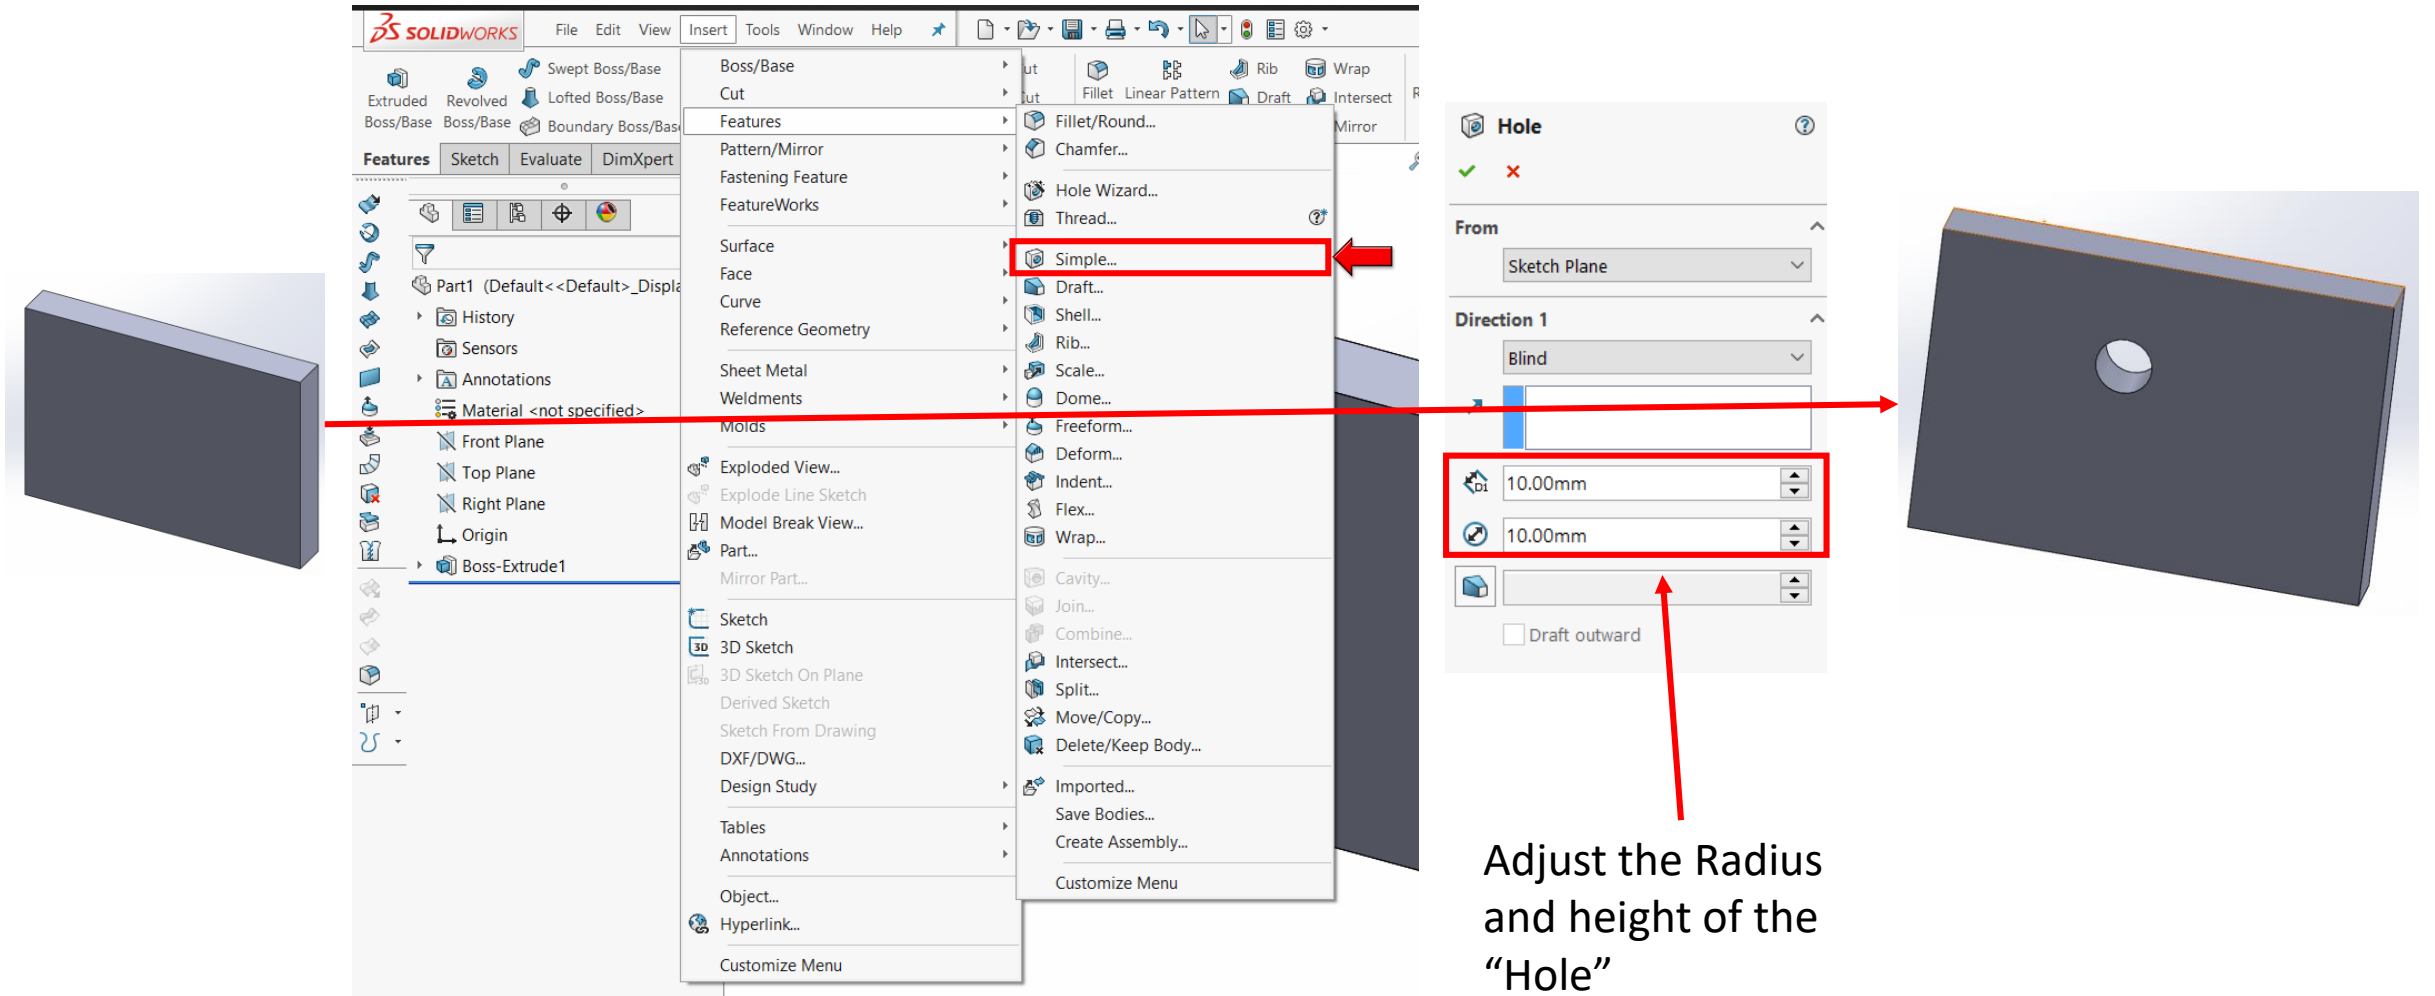 SOLIDWORKS File Edit View Insert Tools Window Help
Extruded Boss/Base
Revolved Boss/Base
Swept Boss/Base
Lofted Boss/Base
Boundary Boss/Bas
ut
Cut
Fillet Linear Pattern
Rib
Draft
Wrap
Intersect
Mirror
R
Features Sketch Evaluate DimXpert
Part1 (Default<<Default>_Displa
History
Sensors
Annotations
Material <not specified>
Front Plane
Top Plane
Right Plane
Origin
Boss-Extrude1
Boss/Base
Cut
Features
Pattern/Mirror
Fastening Feature
FeatureWorks
Surface
Face
Curve
Reference Geometry
Sheet Metal
Weldments
Molds
Exploded View...
Explode Line Sketch
Model Break View...
Part...
Mirror Part...
Sketch
3D Sketch
3D Sketch On Plane
Derived Sketch
Sketch From Drawing
DXF/DWG...
Design Study
Tables
Annotations
Object...
Hyperlink...
Customize Menu
Fillet/Round...
Chamfer...
Hole Wizard...
Thread...
Simple...
Draft...
Shell...
Rib...
Scale...
Dome...
Freeform...
Deform...
Indent...
Flex...
Wrap...
Cavity...
Join...
Combine...
Intersect...
Split...
Move/Copy...
Delete/Keep Body...
Imported...
Save Bodies...
Create Assembly...
Customize Menu
Hole
From
Sketch Plane
Direction 1
Blind
D1 10.00mm
10.00mm
Draft outward
Adjust the Radius
and height of the
“Hole”